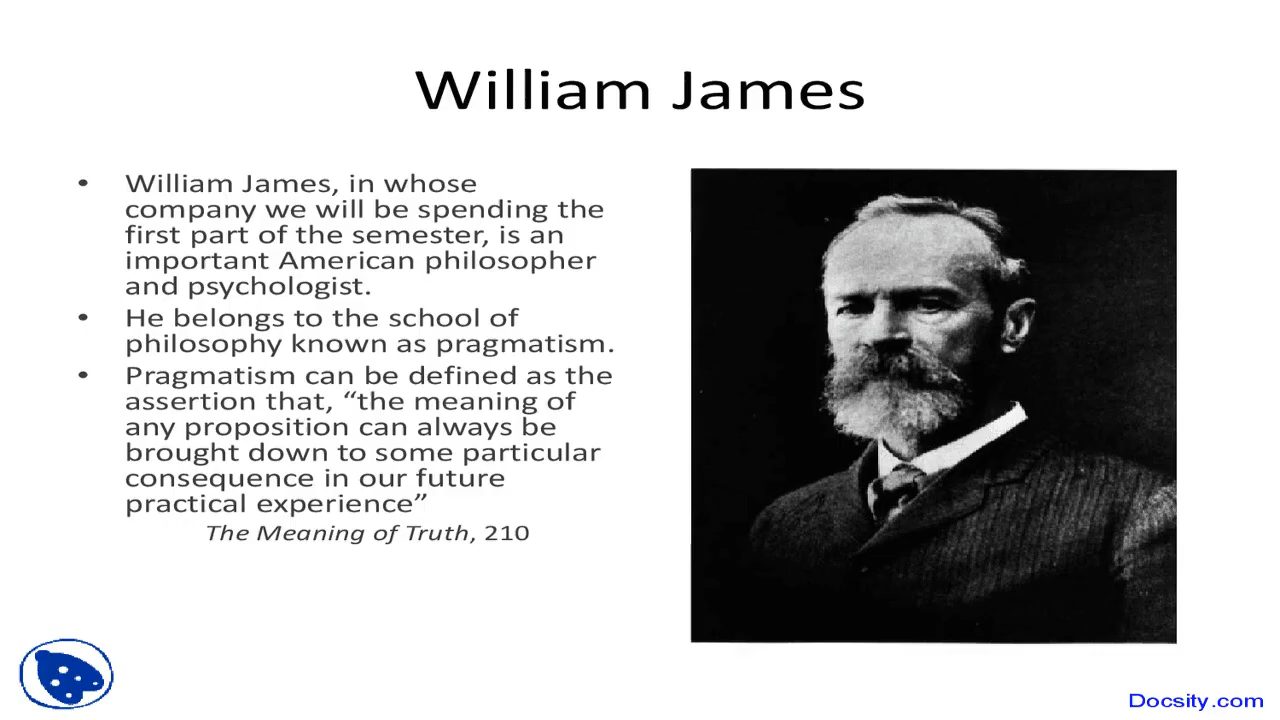 William James
• William James, in whose
company we will be spending the
first part of the semester, is an
important American philosopher
and psychologist.
• He belongs to the school of
philosophy known as pragmatism.
• Pragmatism can be defined as the
assertion that, “the meaning of
any proposition can always be
brought down to some particular
consequence in our future
practical experience”
The Meaning of Truth, 210
Docsity.com